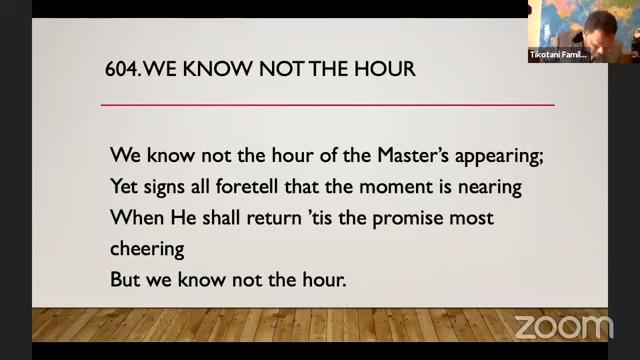 604.WE KNOW NOT THE HOUR
Tikotani Famil...
We know not the hour of the Master’s appearing;
Yet signs all foretell that the moment is nearing
When He shall return ’tis the promise most
cheering
But we know not the hour.
zoom